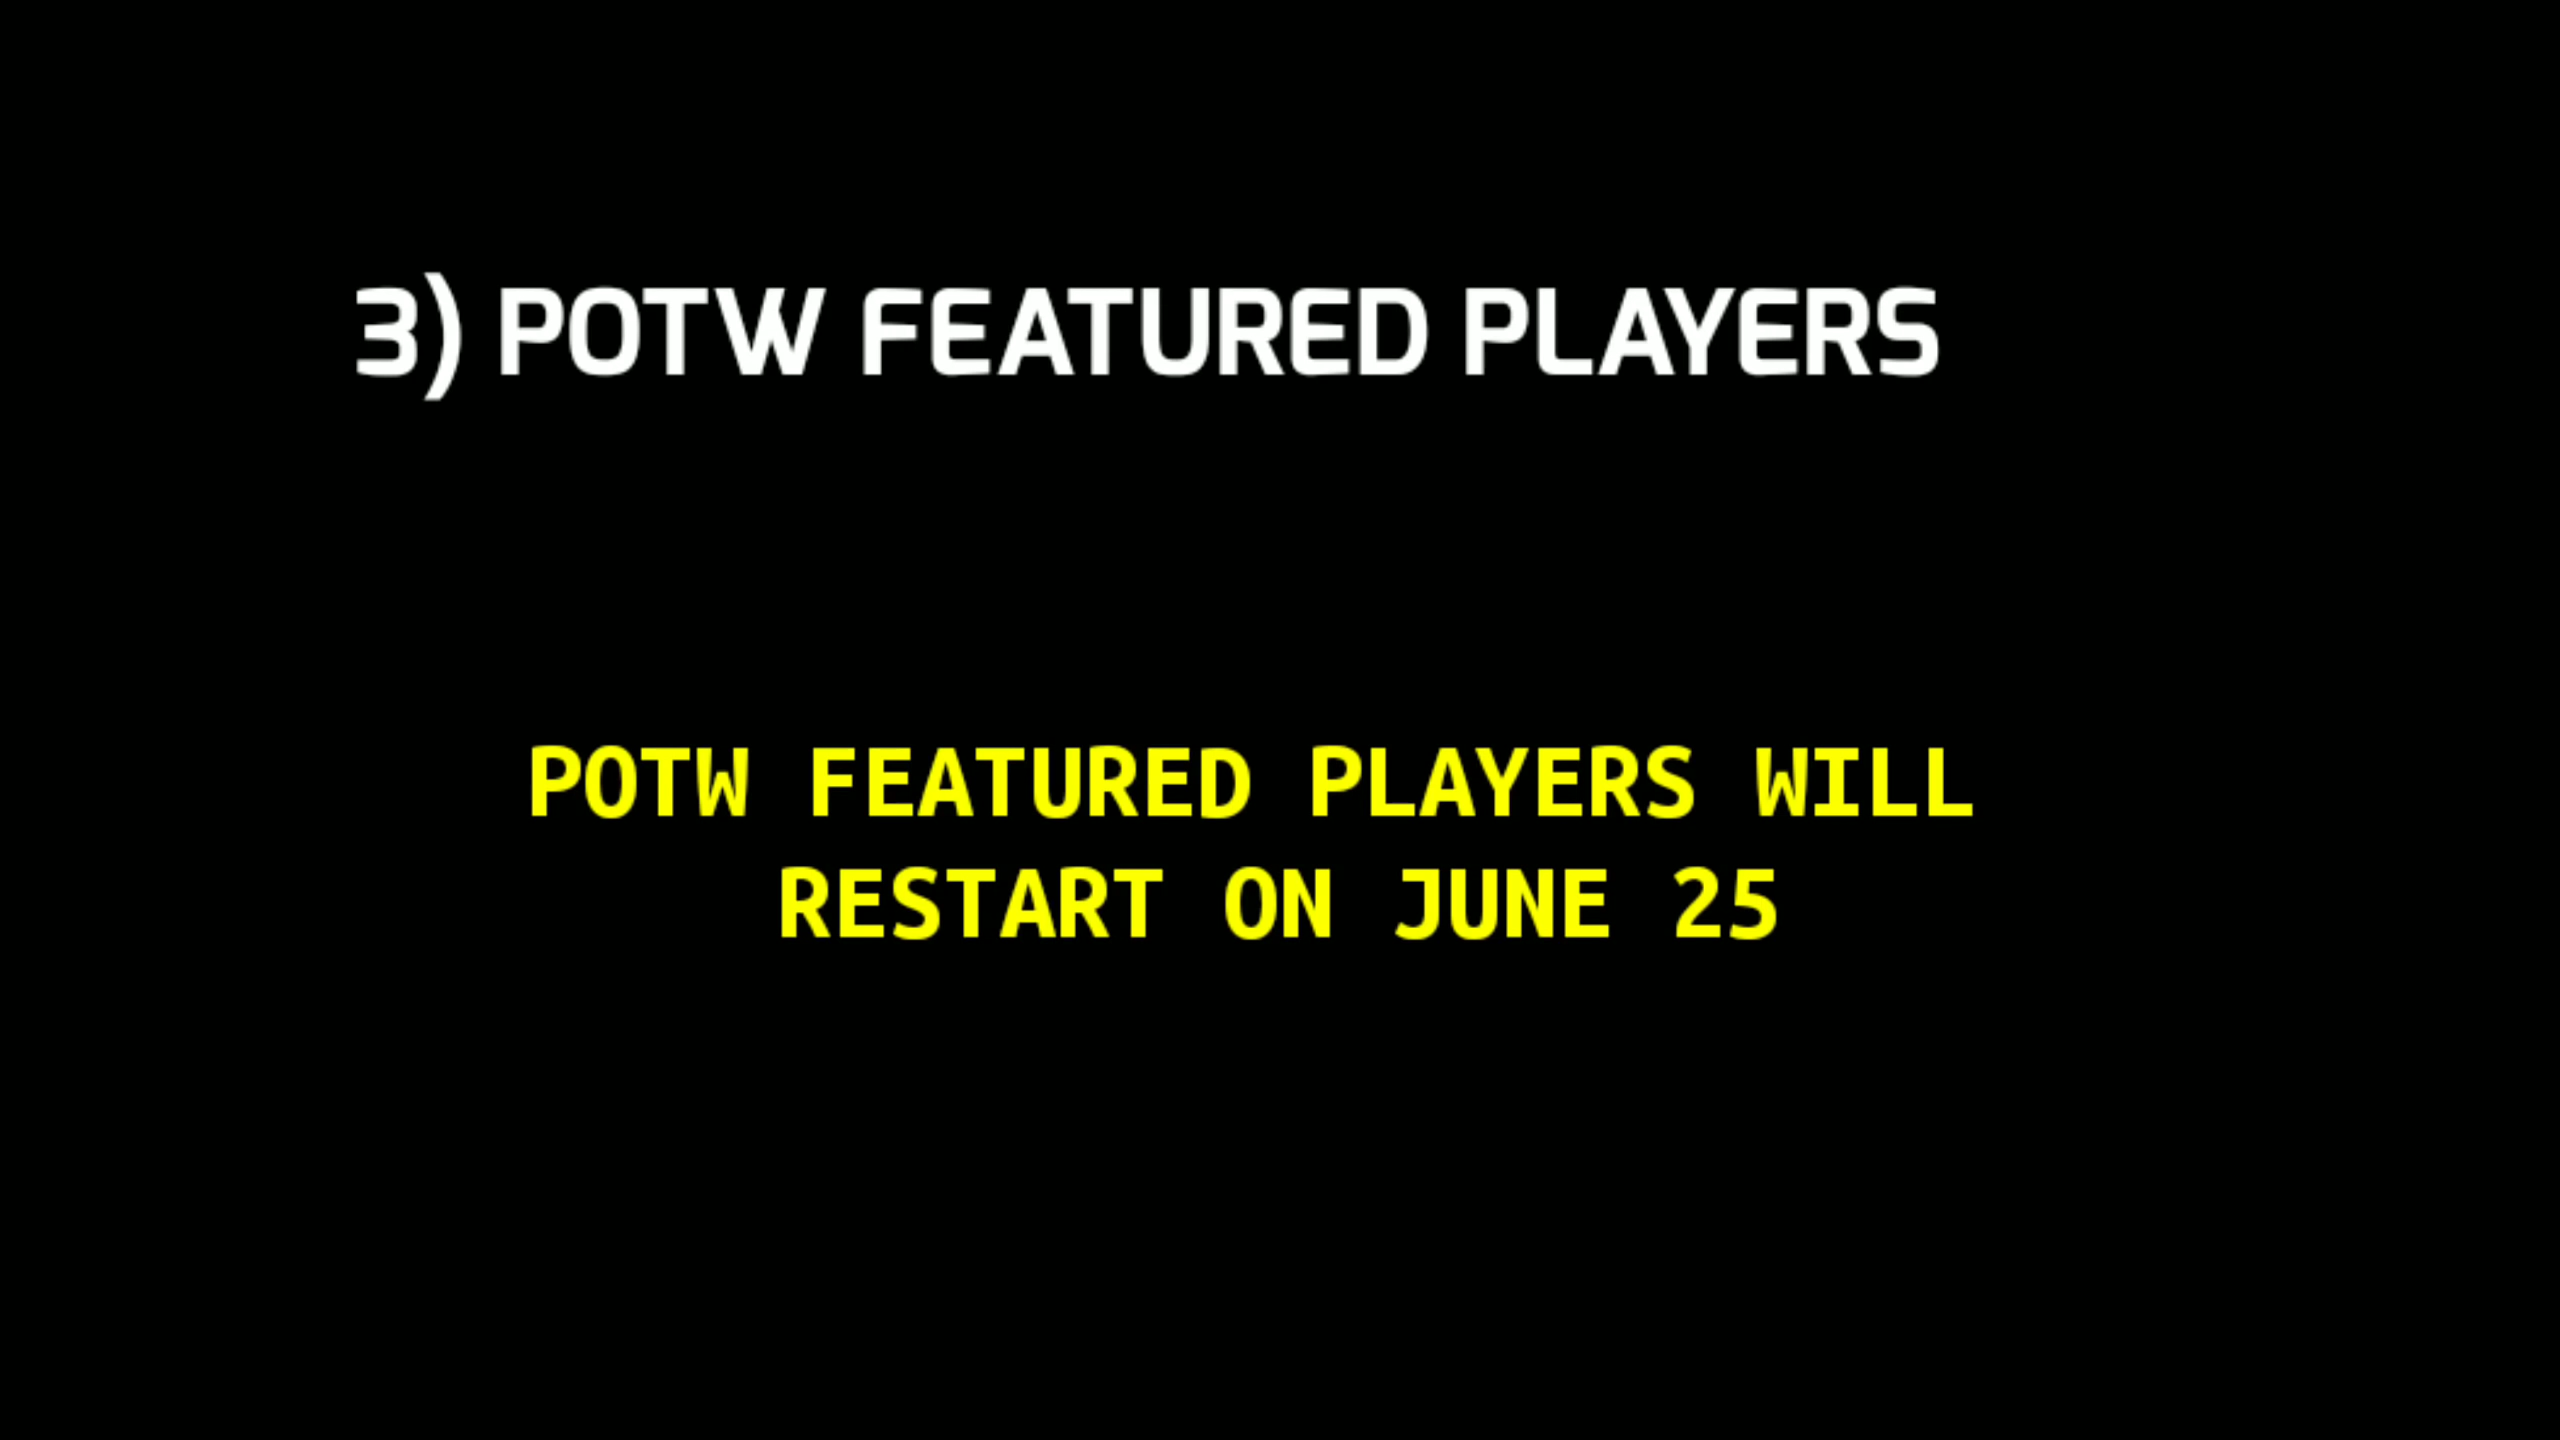 3) POTW FEATURED PLAYERS
POTW FEATURED PLAYERS WILL
RESTART ON JUNE 25